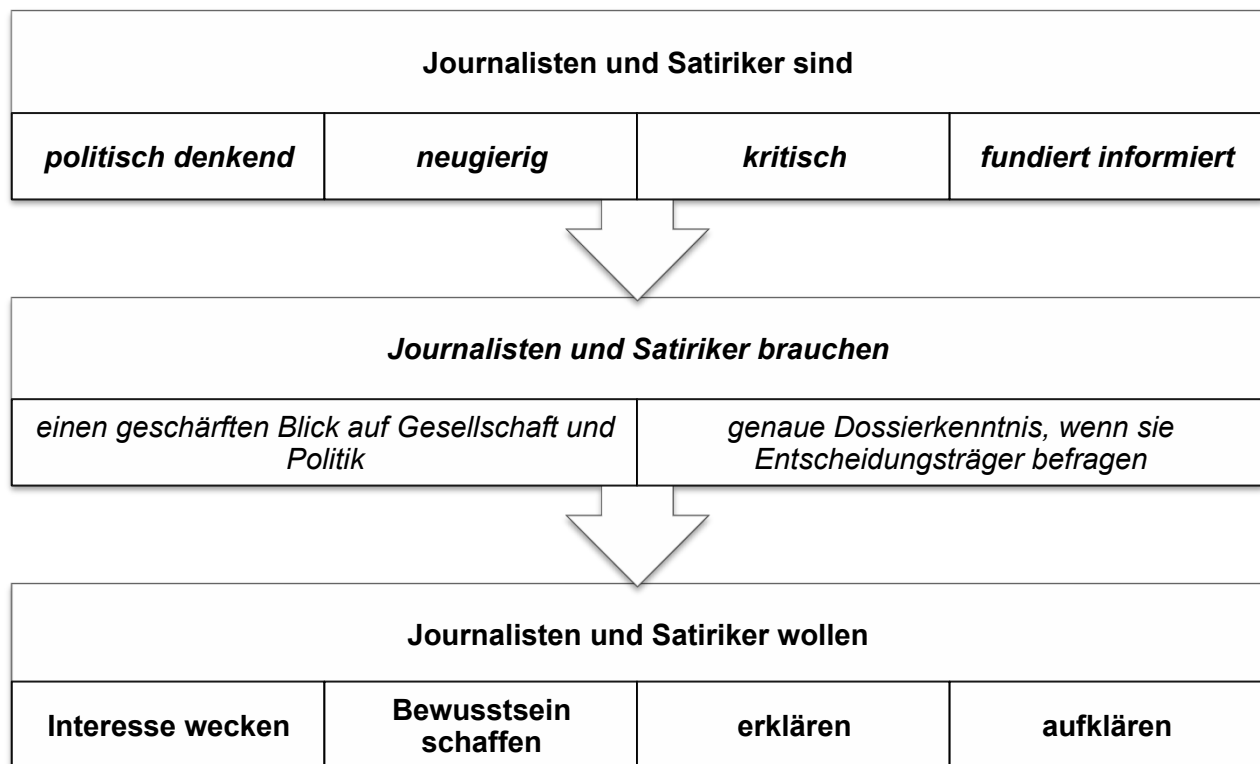 Journalisten und Satiriker sind
politisch denkend
neugierig
kritisch
fundiert informiert
Journalisten und Satiriker brauchen
einen geschärften Blick auf Gesellschaft und
Politik
genaue Dossierkenntnis, wenn sie
Entscheidungsträger befragen
Journalisten und Satiriker wollen
Interesse wecken
Bewusstsein
schaffen
erklären
aufklären